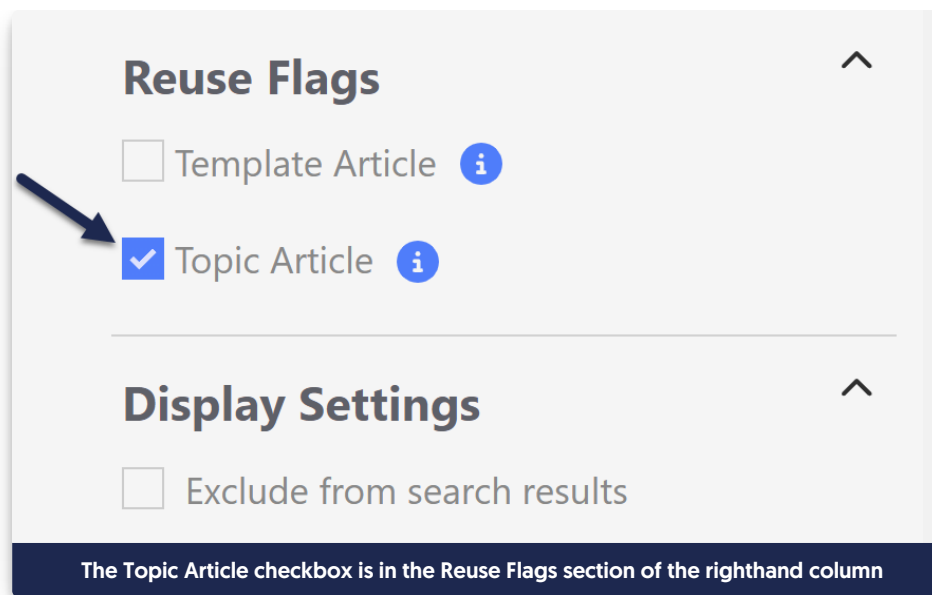 Reuse Flags
Template Article
Topic Article
Display Settings
Exclude from search results
The Topic Article checkbox is in the Reuse Flags section of the righthand column